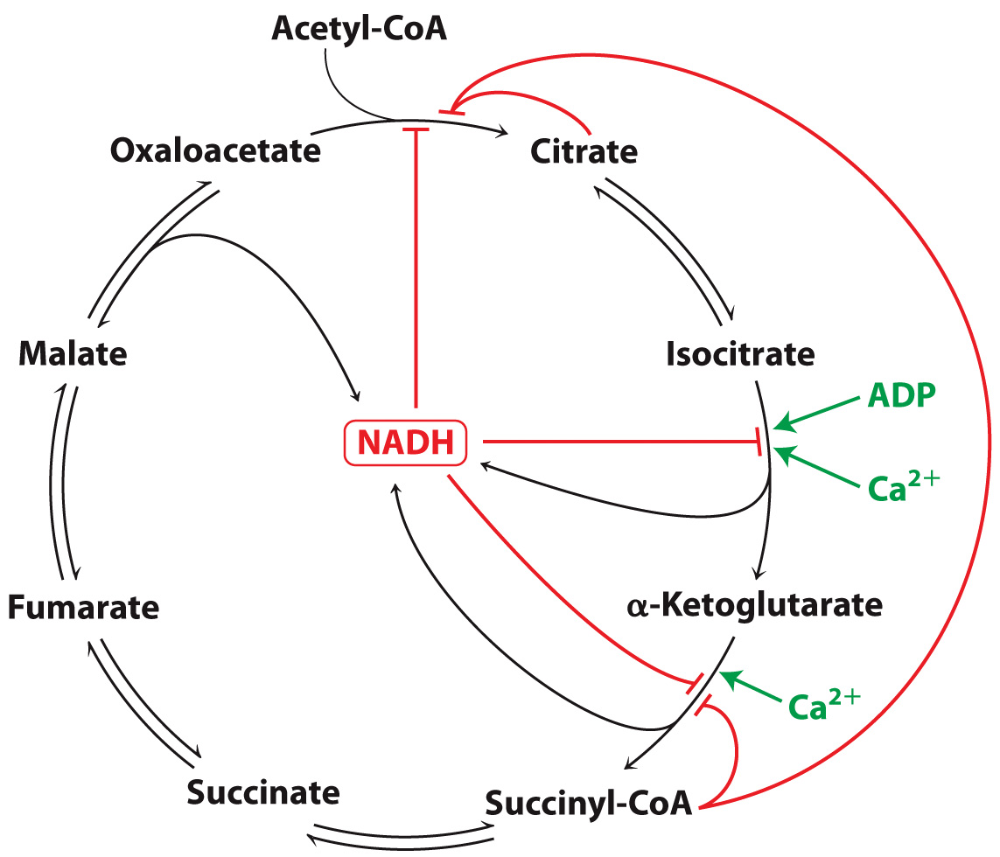 Acetyl-CoA
Oxaloacetate
Citrate
Malate
Isocitrate
ADP
NADH
Ca²⁺
Fumarate
α-Ketoglutarate
Ca²⁺
Succinate
Succinyl-CoA